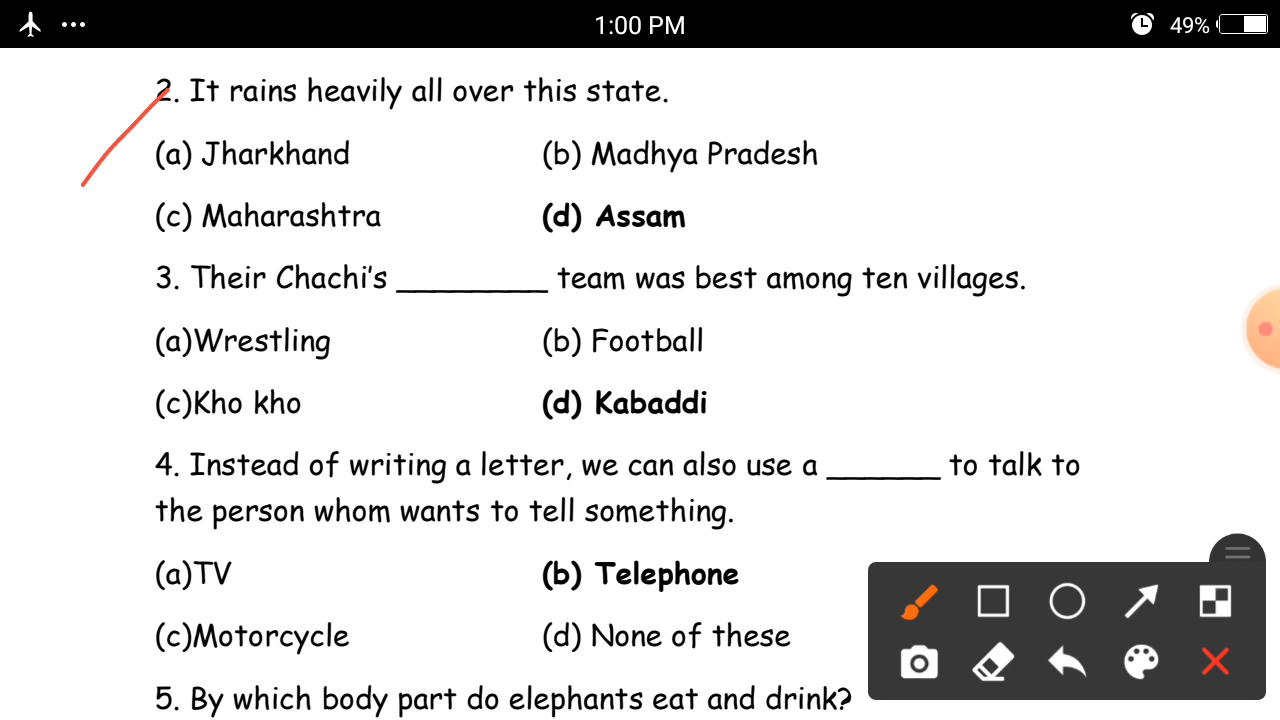 1:00 PM
49%
2. It rains heavily all over this state.
(a) Jharkhand (b) Madhya Pradesh
(c) Maharashtra (d) Assam
3. Their Chachi's ________ team was best among ten villages.
(a)Wrestling (b) Football
(c)Kho kho (d) Kabaddi
4. Instead of writing a letter, we can also use a ______ to talk to
the person whom wants to tell something.
(a)TV (b) Telephone
(c)Motorcycle (d) None of these
5. By which body part do elephants eat and drink?